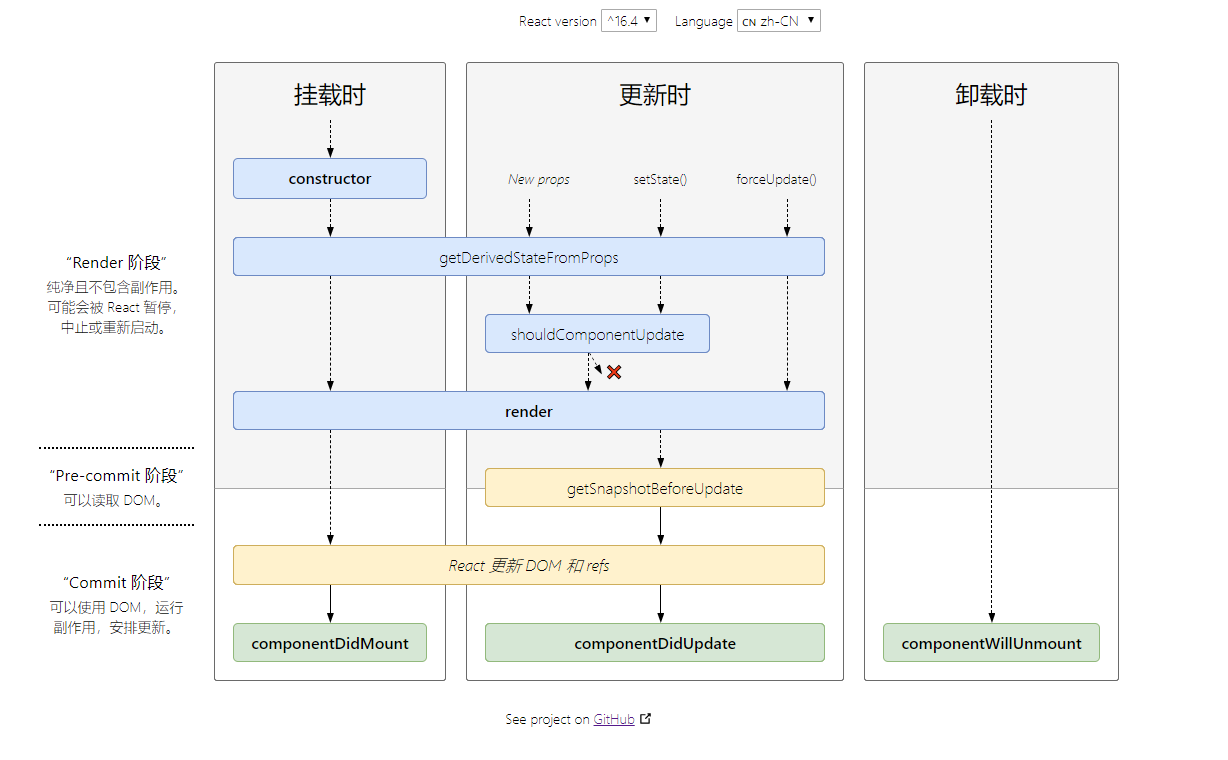 React version ^16.4 Language CN zh-CN
挂载时
更新时
卸载时
constructor
New props
setState()
forceUpdate()
getDerivedStateFromProps
“Render 阶段”
纯净且不包含副作用。
可能会被 React 暂停，
中止或重新启动。
shouldComponentUpdate
render
“Pre-commit 阶段”
可以读取 DOM。
getSnapshotBeforeUpdate
React 更新 DOM 和 refs
“Commit 阶段”
可以使用 DOM，运行
副作用，安排更新。
componentDidMount
componentDidUpdate
componentWillUnmount
See project on GitHub